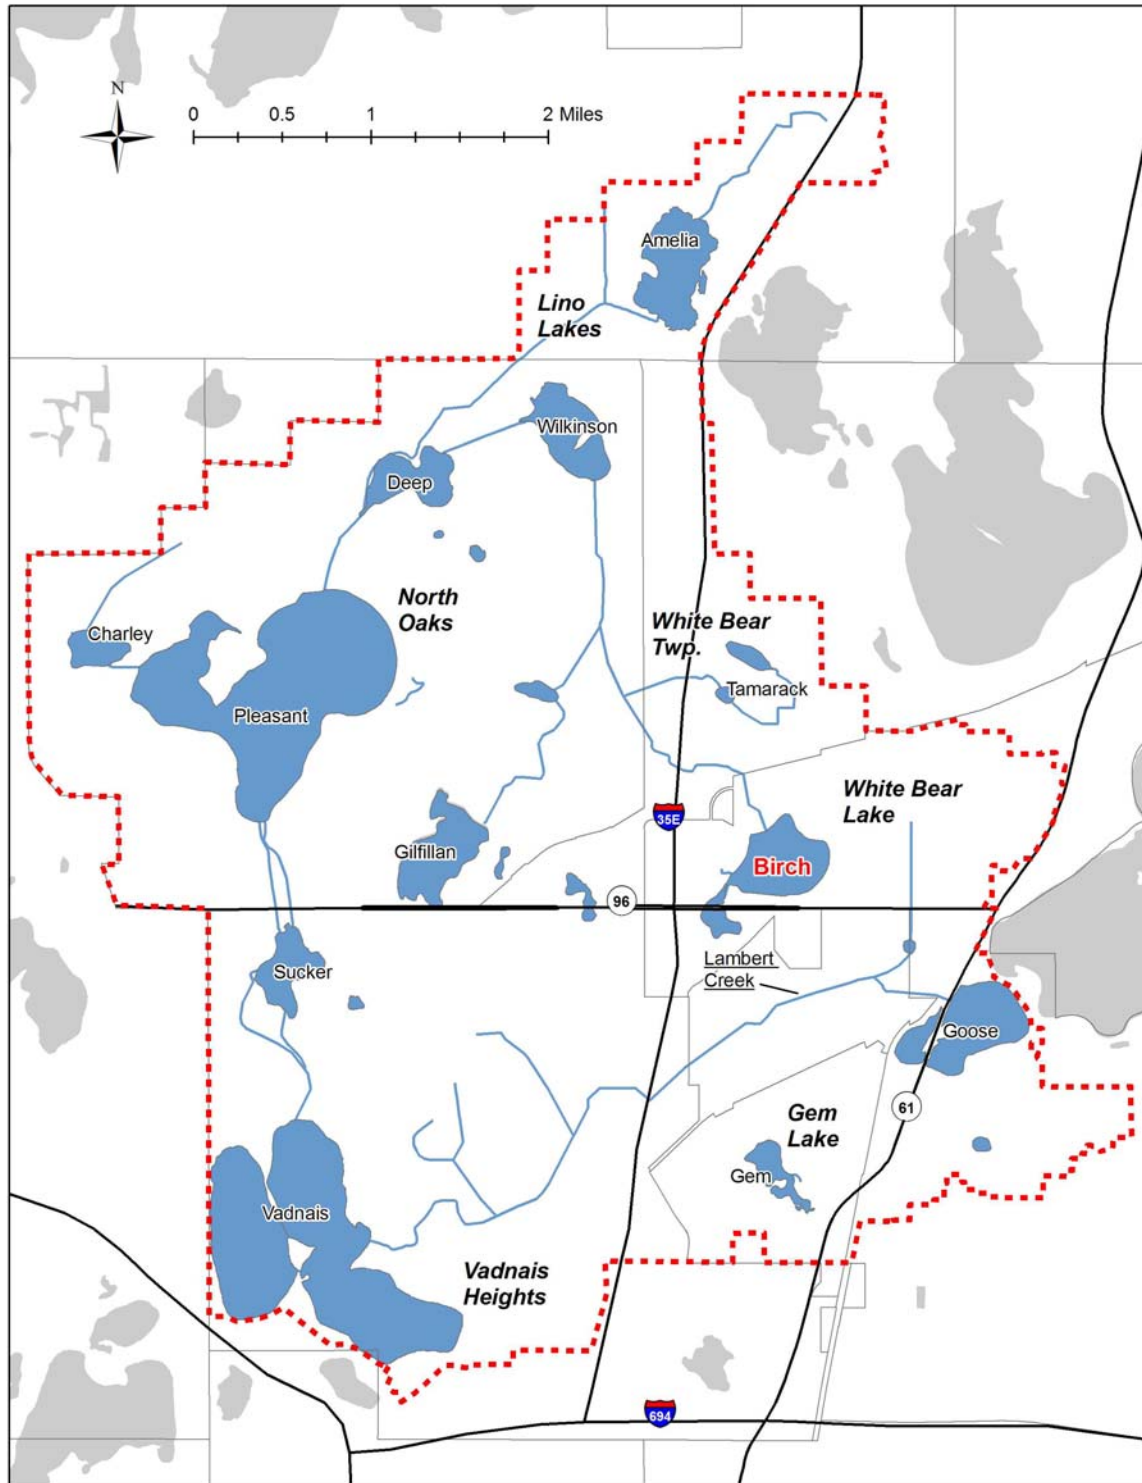 N
0 0.5 1 2 Miles
Amelia
Lino
Lakes
Wilkinson
Deep
North
Oaks
White Bear
Twp.
Charley
Tamarack
Pleasant
White Bear
Lake
35E
Gilfillan
Birch
96
Lambert
Creek
Sucker
Goose
61
Gem
Lake
Gem
Vadnais
Vadnais
Heights
694